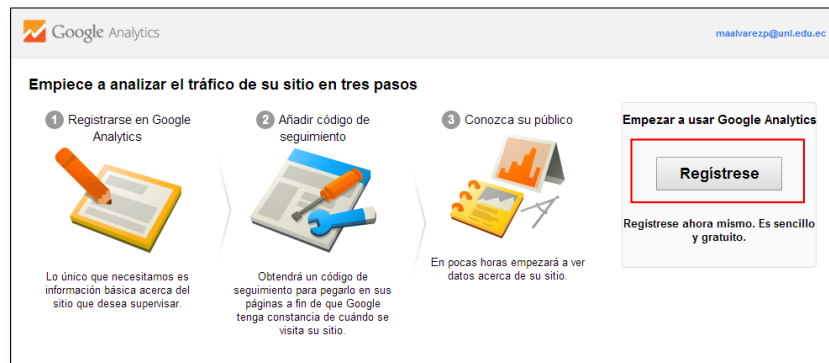 Google Analytics
maalvarezp@unl.edu.ec
Empiece a analizar el tráfico de su sitio en tres pasos
1 Registrarse en Google
Analytics
Lo único que necesitamos es
información básica acerca del
sitio que desea supervisar.
2 Añadir código de
seguimiento
Obtendrá un código de
seguimiento para pegarlo en sus
páginas a fin de que Google
tenga constancia de cuándo se
visita su sitio.
3 Conozca su público
En pocas horas empezará a ver
datos acerca de su sitio.
Empezar a usar Google Analytics
Regístrese
Regístrese ahora mismo. Es sencillo
y gratuito.